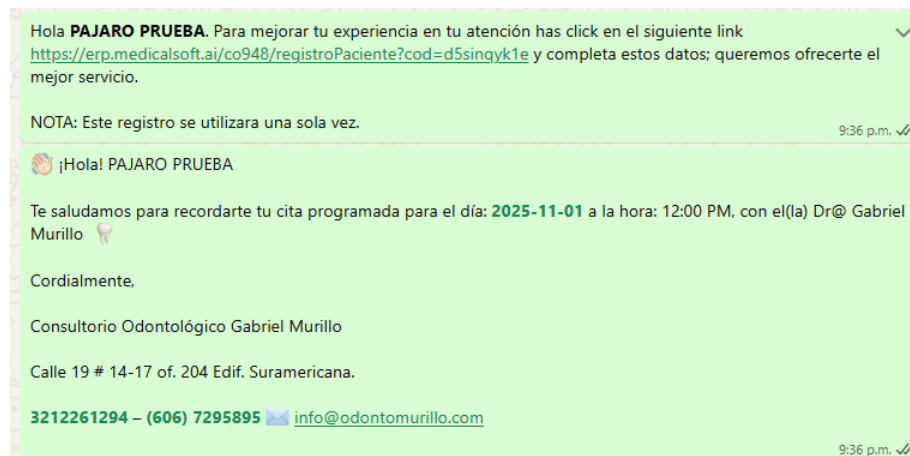 Hola PAJARO PRUEBA. Para mejorar tu experiencia en tu atención has click en el siguiente link
https://erp.medicalsoft.ai/co948/registroPaciente?cod=d5sinqyk1e y completa estos datos; queremos ofrecerte el
mejor servicio.
NOTA: Este registro se utilizara una sola vez.
9:36 p.m.
¡Hola! PAJARO PRUEBA
Te saludamos para recordarte tu cita programada para el día: 2025-11-01 a la hora: 12:00 PM, con el(la) Dr@ Gabriel
Murillo
Cordialmente,
Consultorio Odontológico Gabriel Murillo
Calle 19 # 14-17 of. 204 Edif. Suramericana.
3212261294 – (606) 7295895 info@odontomurillo.com
9:36 p.m.